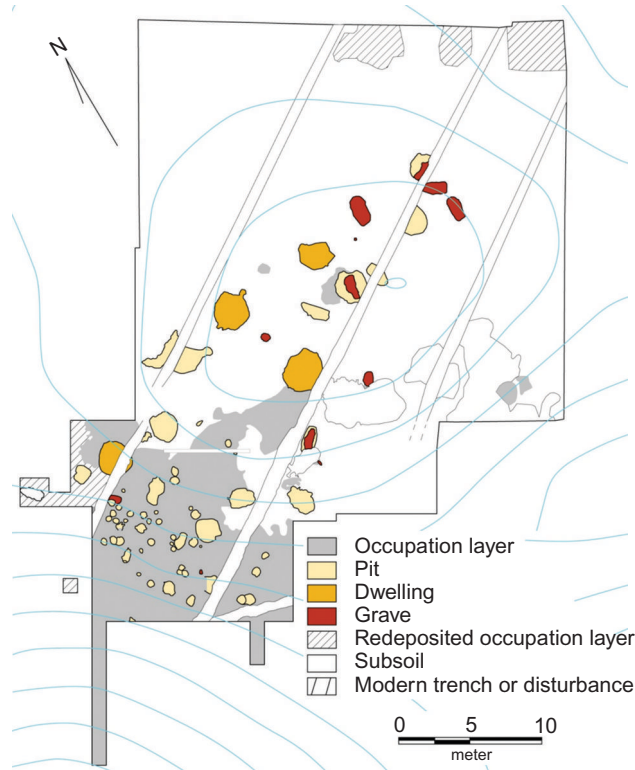 N
Occupation layer
Pit
Dwelling
Grave
Redeposited occupation layer
Subsoil
Modern trench or disturbance
0 5 10
meter